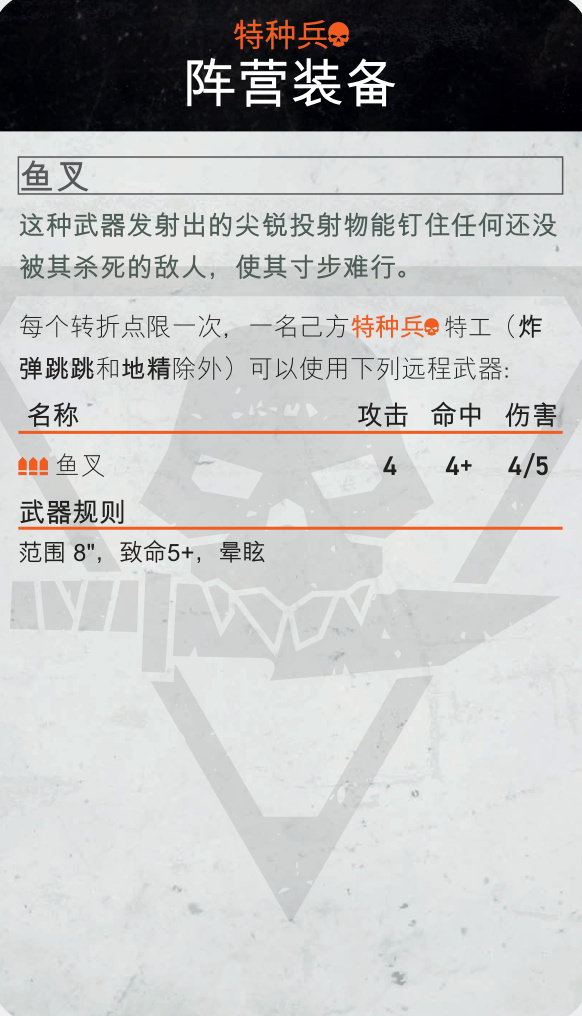 特种兵
阵营装备
鱼叉
这种武器发射出的尖锐投射物能钉住任何还没
被其杀死的敌人，使其寸步难行。
每个转折点限一次，一名己方特种兵特工（炸
弹跳跳和地精除外）可以使用下列远程武器:
名称 攻击 命中 伤害
鱼叉 4 4+ 4/5
武器规则
范围 8"，致命5+，晕眩